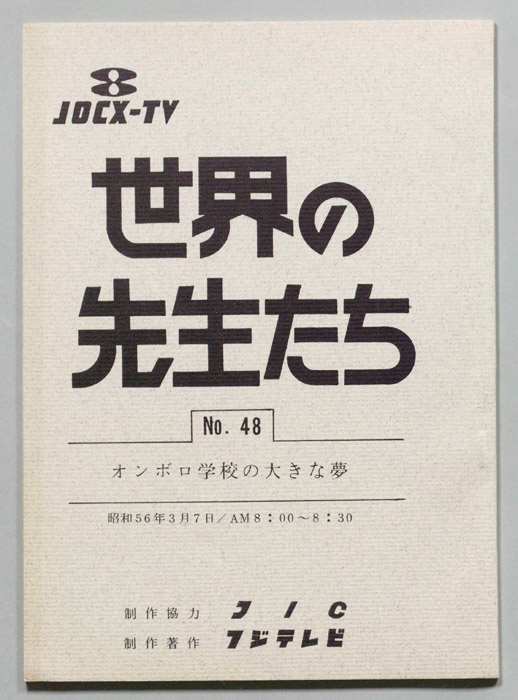 8
JOCX-TV
世界の
先生たち
No. 48
オンボロ学校の大きな夢
昭和56年3月7日/AM8:00〜8:30
制作協力 JIC
制作著作 フジテレビ